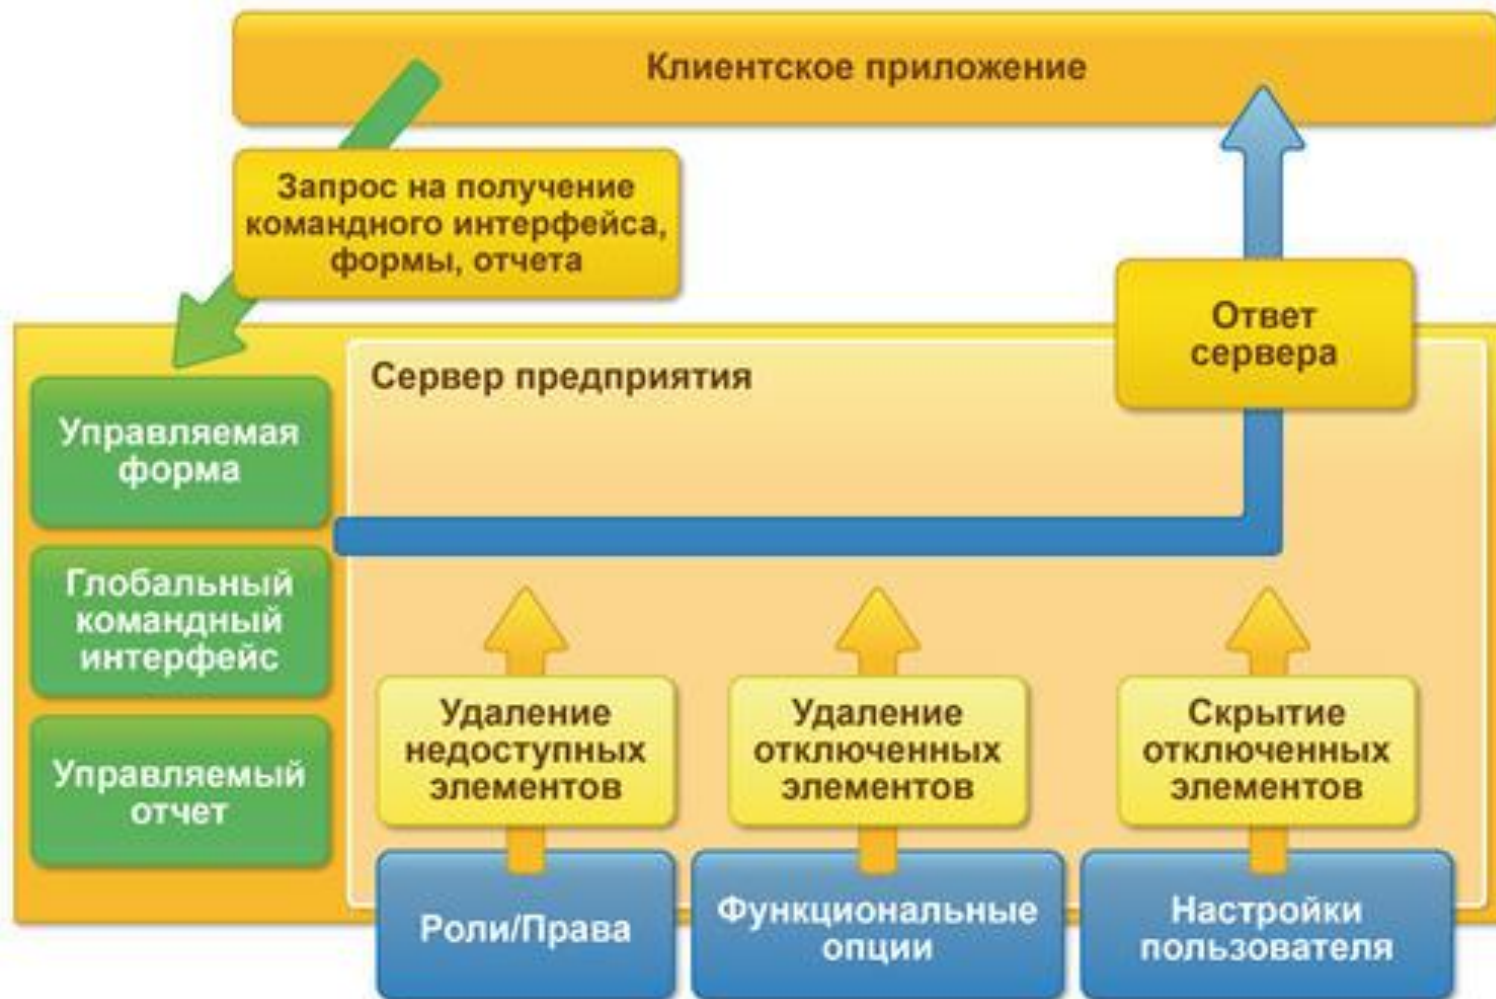 Клиентское приложение
Запрос на получение
командного интерфейса,
формы, отчета
Ответ
сервера
Сервер предприятия
Управляемая
форма
Глобальный
командный
интерфейс
Управляемый
отчет
Удаление
недоступных
элементов
Удаление
отключенных
элементов
Скрытие
отключенных
элементов
Роли/Права
Функциональные
опции
Настройки
пользователя